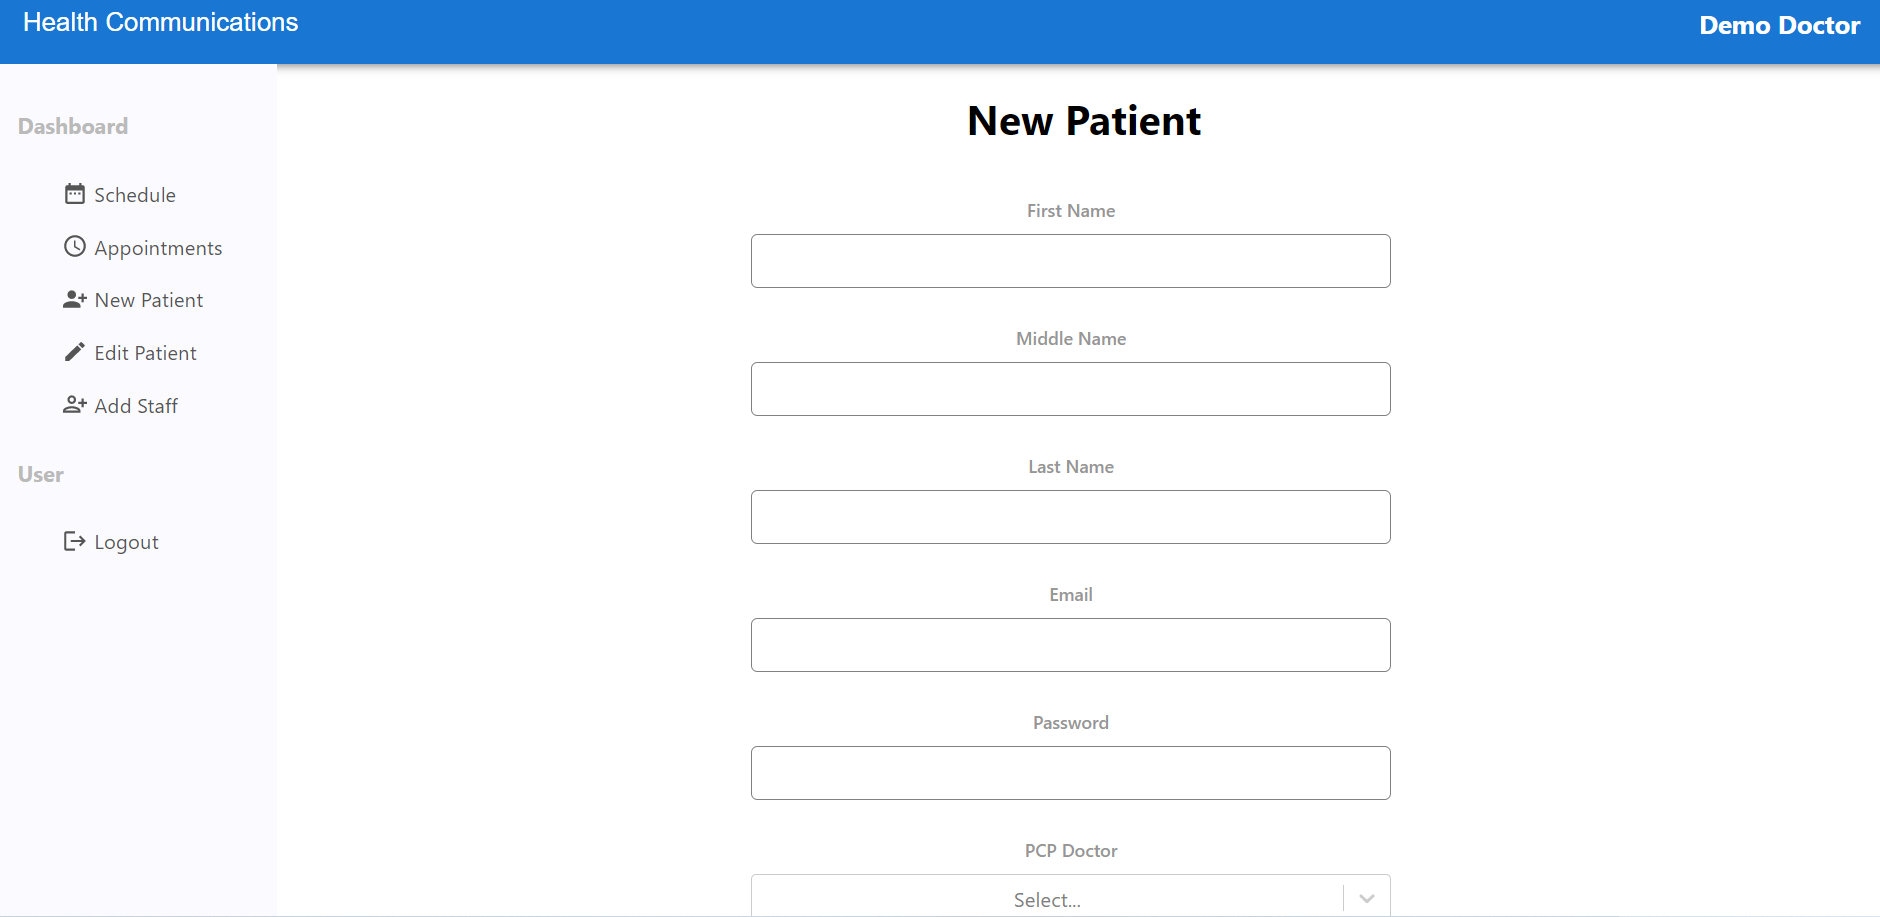 Health Communications
Demo Doctor
Dashboard
Schedule
Appointments
New Patient
Edit Patient
Add Staff
User
Logout
New Patient
First Name
Middle Name
Last Name
Email
Password
PCP Doctor
Select...